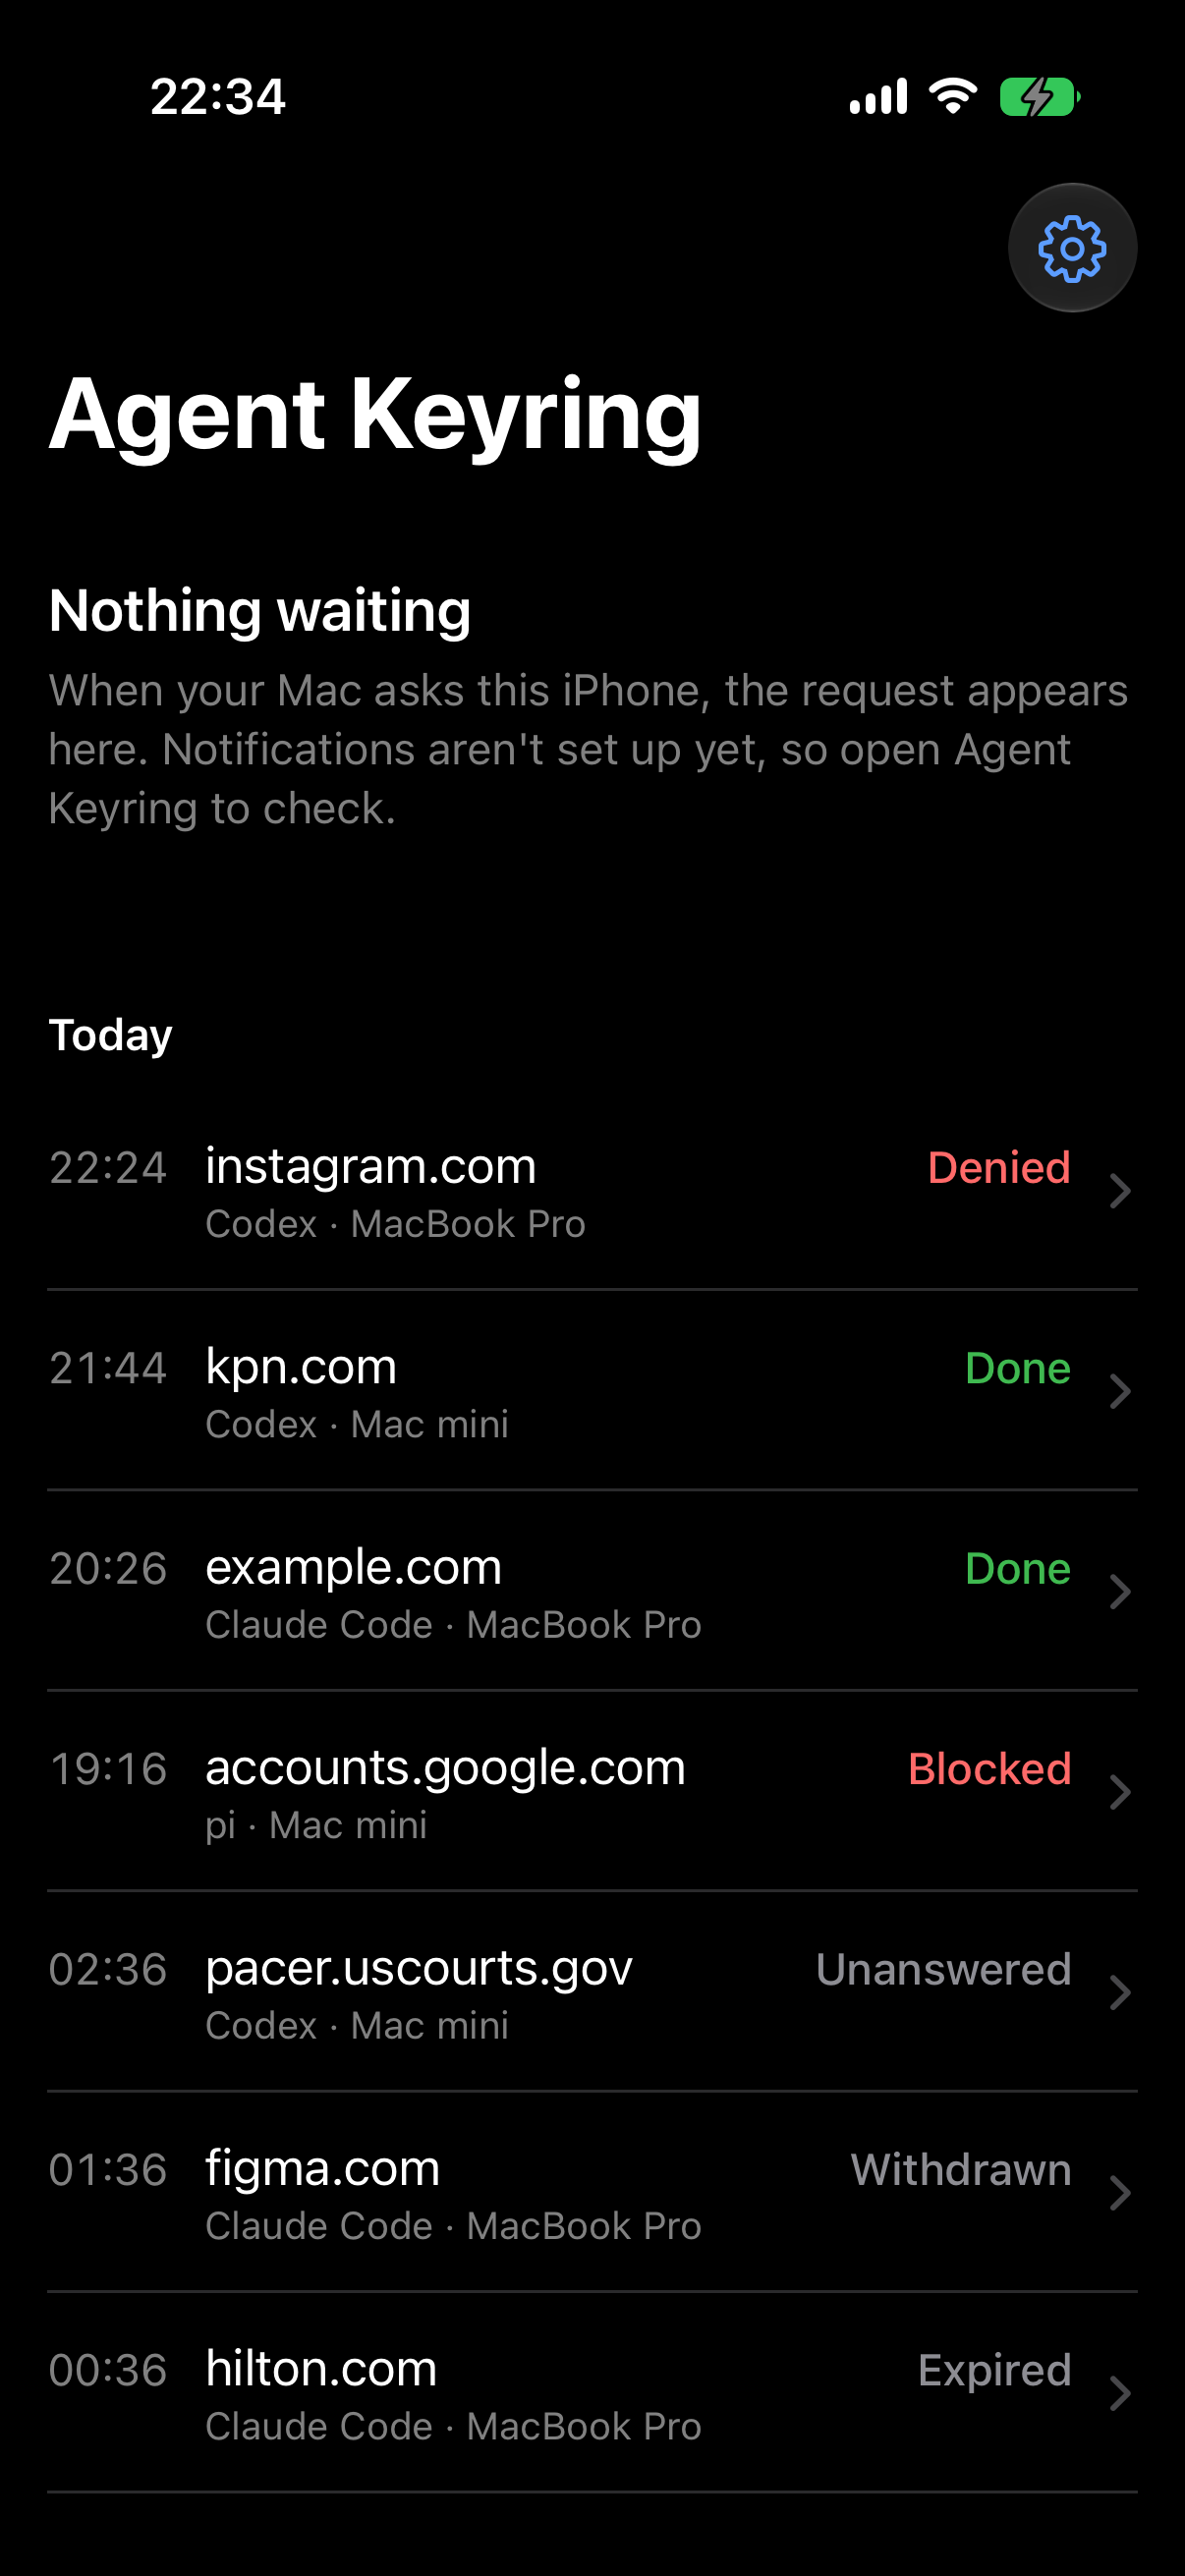 22:34
Agent Keyring
Nothing waiting
When your Mac asks this iPhone, the request appears
here. Notifications aren't set up yet, so open Agent
Keyring to check.
Today
22:24 instagram.com Denied
Codex · MacBook Pro
21:44 kpn.com Done
Codex · Mac mini
20:26 example.com Done
Claude Code · MacBook Pro
19:16 accounts.google.com Blocked
pi · Mac mini
02:36 pacer.uscourts.gov Unanswered
Codex · Mac mini
01:36 figma.com Withdrawn
Claude Code · MacBook Pro
00:36 hilton.com Expired
Claude Code · MacBook Pro